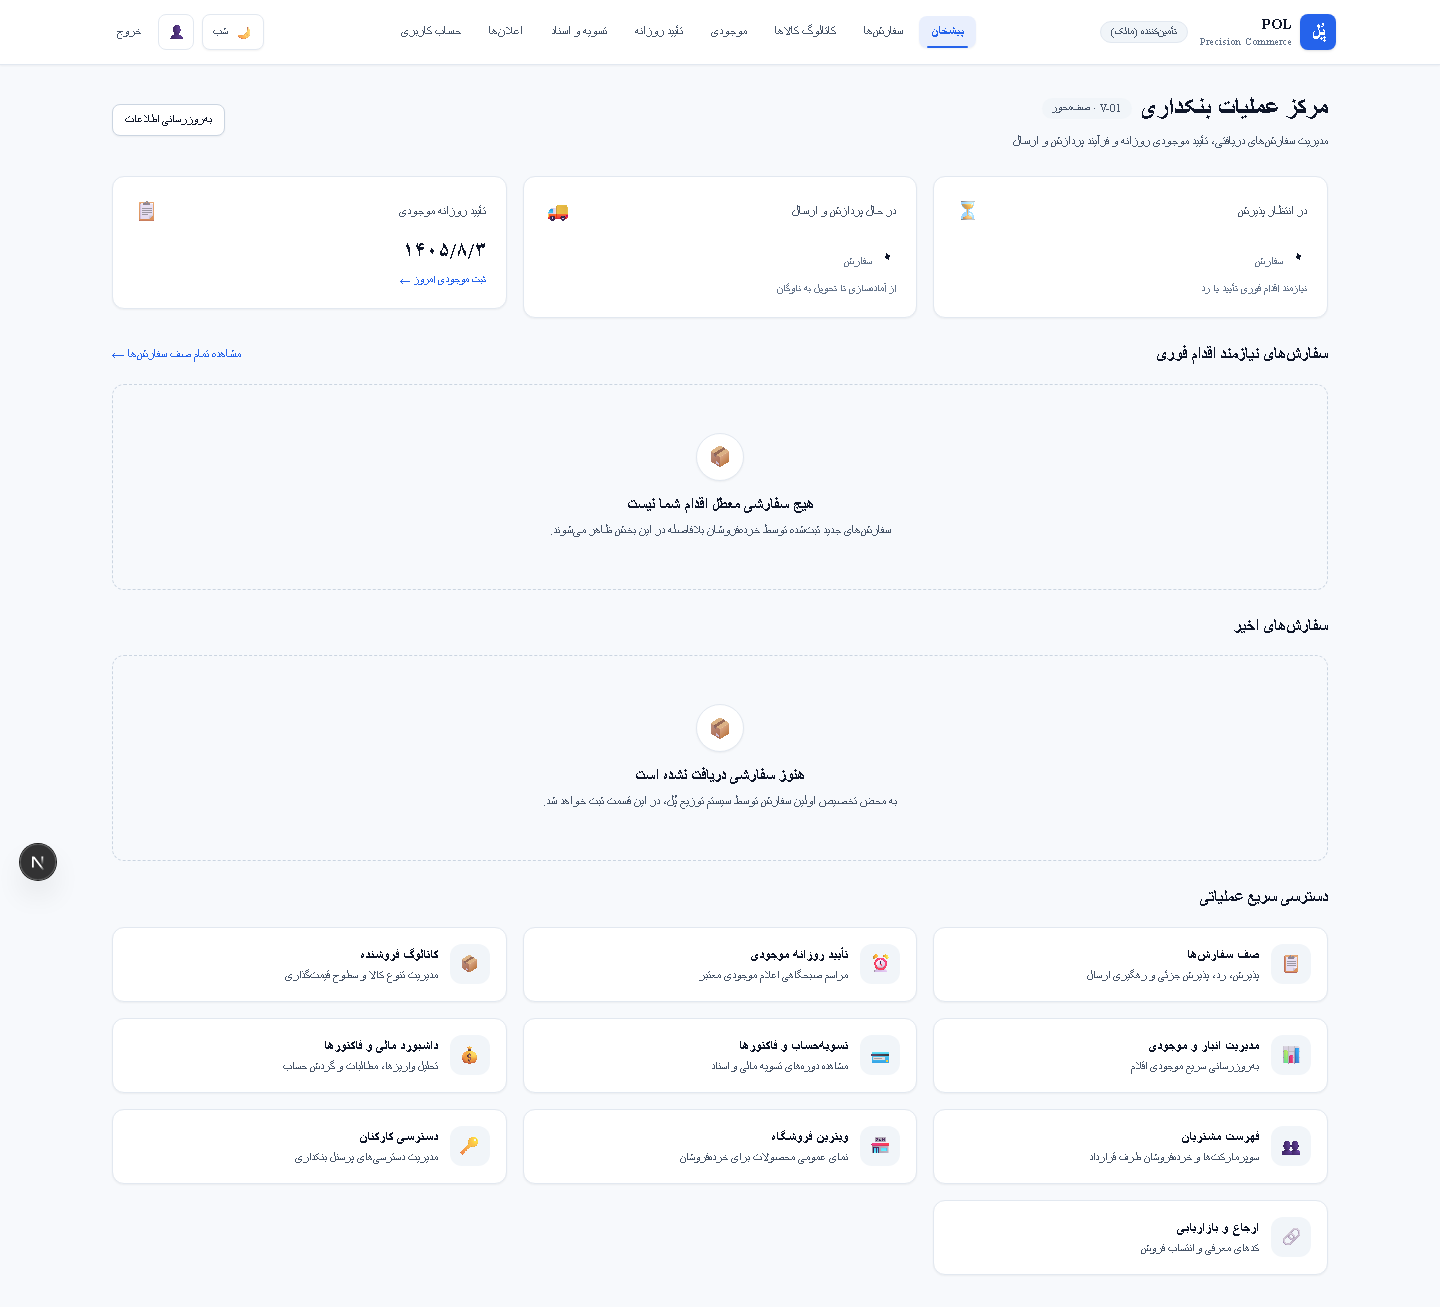 پُل
POL
Precision Commerce
تأمین‌کننده (مالک)
پیشخان
سفارش‌ها
کاتالوگ کالاها
موجودی
تأیید روزانه
تسویه و اسناد
اعلان‌ها
حساب کاربری
شب
خروج
مرکز عملیات بنکداری
V-01 · صف‌محور
مدیریت سفارش‌های دریافتی، تأیید موجودی روزانه و فرآیند پردازش و ارسال
به‌روزرسانی اطلاعات
در انتظار پذیرش
۰ سفارش
نیازمند اقدام فوری تأیید یا رد
در حال پردازش و ارسال
۰ سفارش
از آماده‌سازی تا تحویل به ناوگان
تأیید روزانه موجودی
۱۴۰۵/۸/۳
ثبت موجودی امروز ←
سفارش‌های نیازمند اقدام فوری
مشاهده تمام صف سفارش‌ها ←
هیچ سفارشی معطل اقدام شما نیست
سفارش‌های جدید ثبت‌شده توسط خرده‌فروشان بلافاصله در این بخش ظاهر می‌شوند.
سفارش‌های اخیر
هنوز سفارشی دریافت نشده است
به محض تخصیص اولین سفارش توسط سیستم توزیع پُل، در این قسمت ثبت خواهد شد.
دسترسی سریع عملیاتی
صف سفارش‌ها
پذیرش، رد، پذیرش جزئی و رهگیری ارسال
تأیید روزانه موجودی
مراسم صبحگاهی اعلام موجودی معتبر
کاتالوگ فروشنده
مدیریت تنوع کالا و سطوح قیمت‌گذاری
مدیریت انبار و موجودی
به‌روزرسانی سریع موجودی اقلام
تسویه‌حساب و فاکتورها
مشاهده دوره‌های تسویه مالی و اسناد
داشبورد مالی و فاکتورها
تحلیل واریزها، مطالبات و گردش حساب
فهرست مشتریان
سوپرمارکت‌ها و خرده‌فروشان طرف قرارداد
ویترین فروشگاه
نمای عمومی محصولات برای خرده‌فروشان
دسترسی کارکنان
مدیریت دسترسی‌های پرسنل بنکداری
ارجاع و بازاریابی
کدهای معرفی و انتساب فروش
N